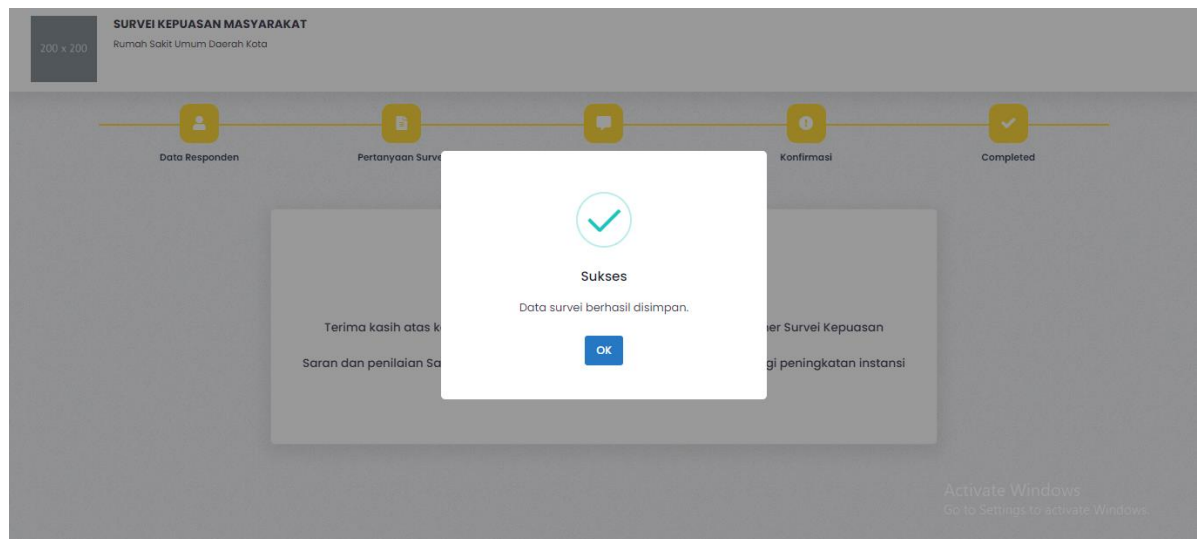 200 x 200
SURVEI KEPUASAN MASYARAKAT
Rumah Sakit Umum Daerah Kota
Data Responden
Pertanyaan Surve
Konfirmasi
Completed
Sukses
Data survei berhasil disimpan.
OK
Terima kasih atas k
er Survei Kepuasan
Saran dan penilaian Sa
gi peningkatan instansi
Activate Windows
Go to Settings to activate Windows.